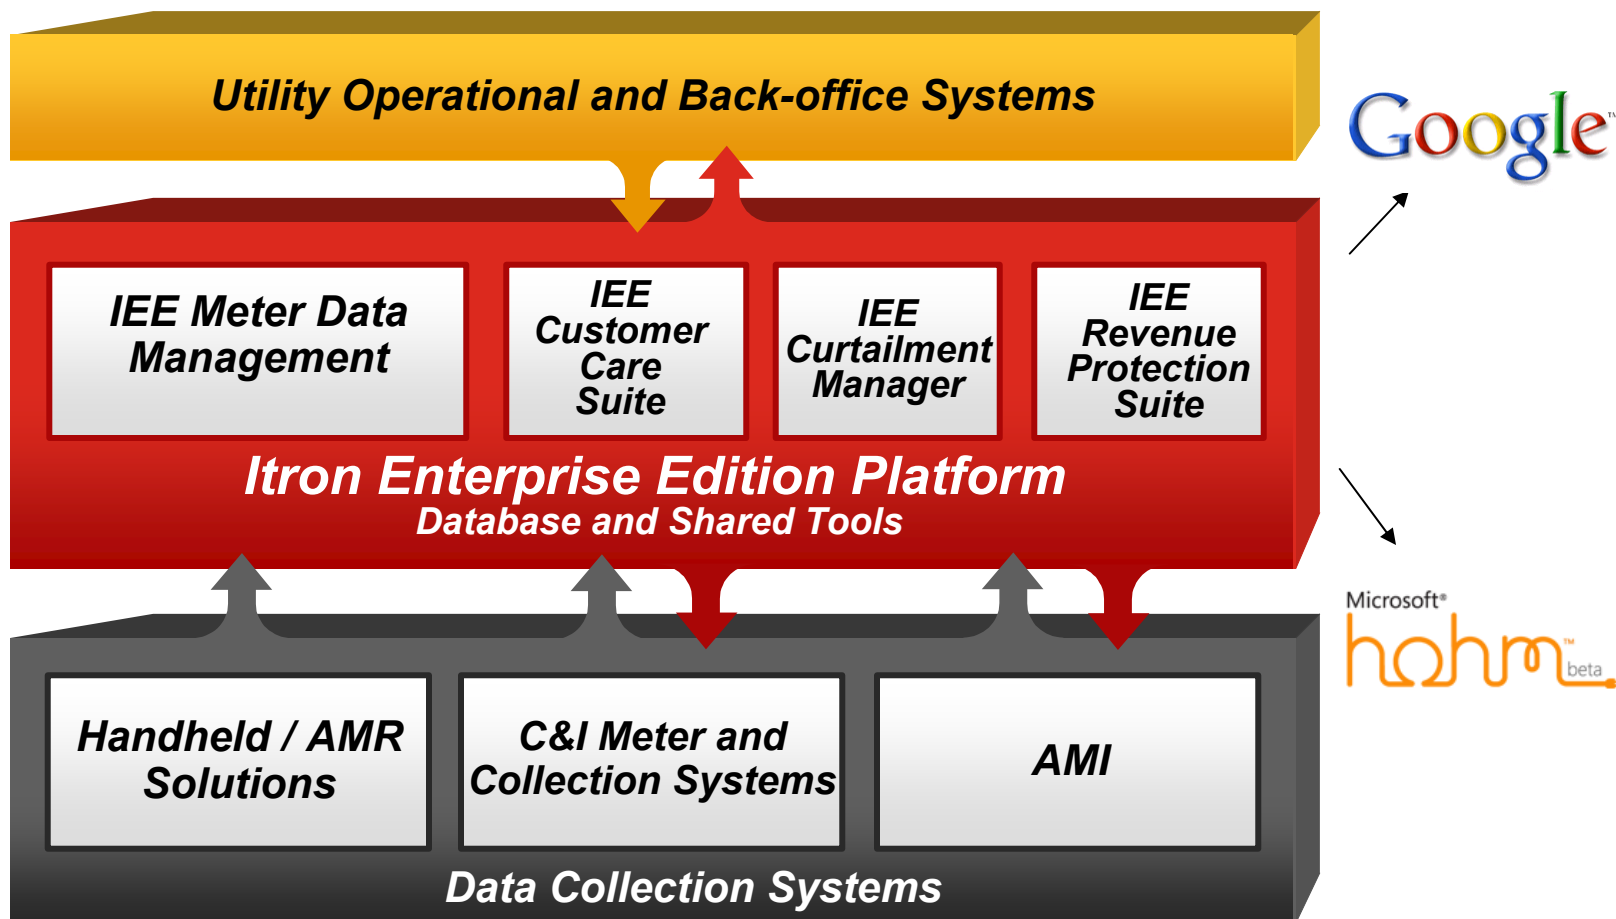 Utility Operational and Back-office Systems
Google™
IEE Meter Data
Management
IEE
Customer
Care
Suite
IEE
Curtailment
Manager
IEE
Revenue
Protection
Suite
Itron Enterprise Edition Platform
Database and Shared Tools
Microsoft®
hohm™
beta
Handheld / AMR
Solutions
C&I Meter and
Collection Systems
AMI
Data Collection Systems